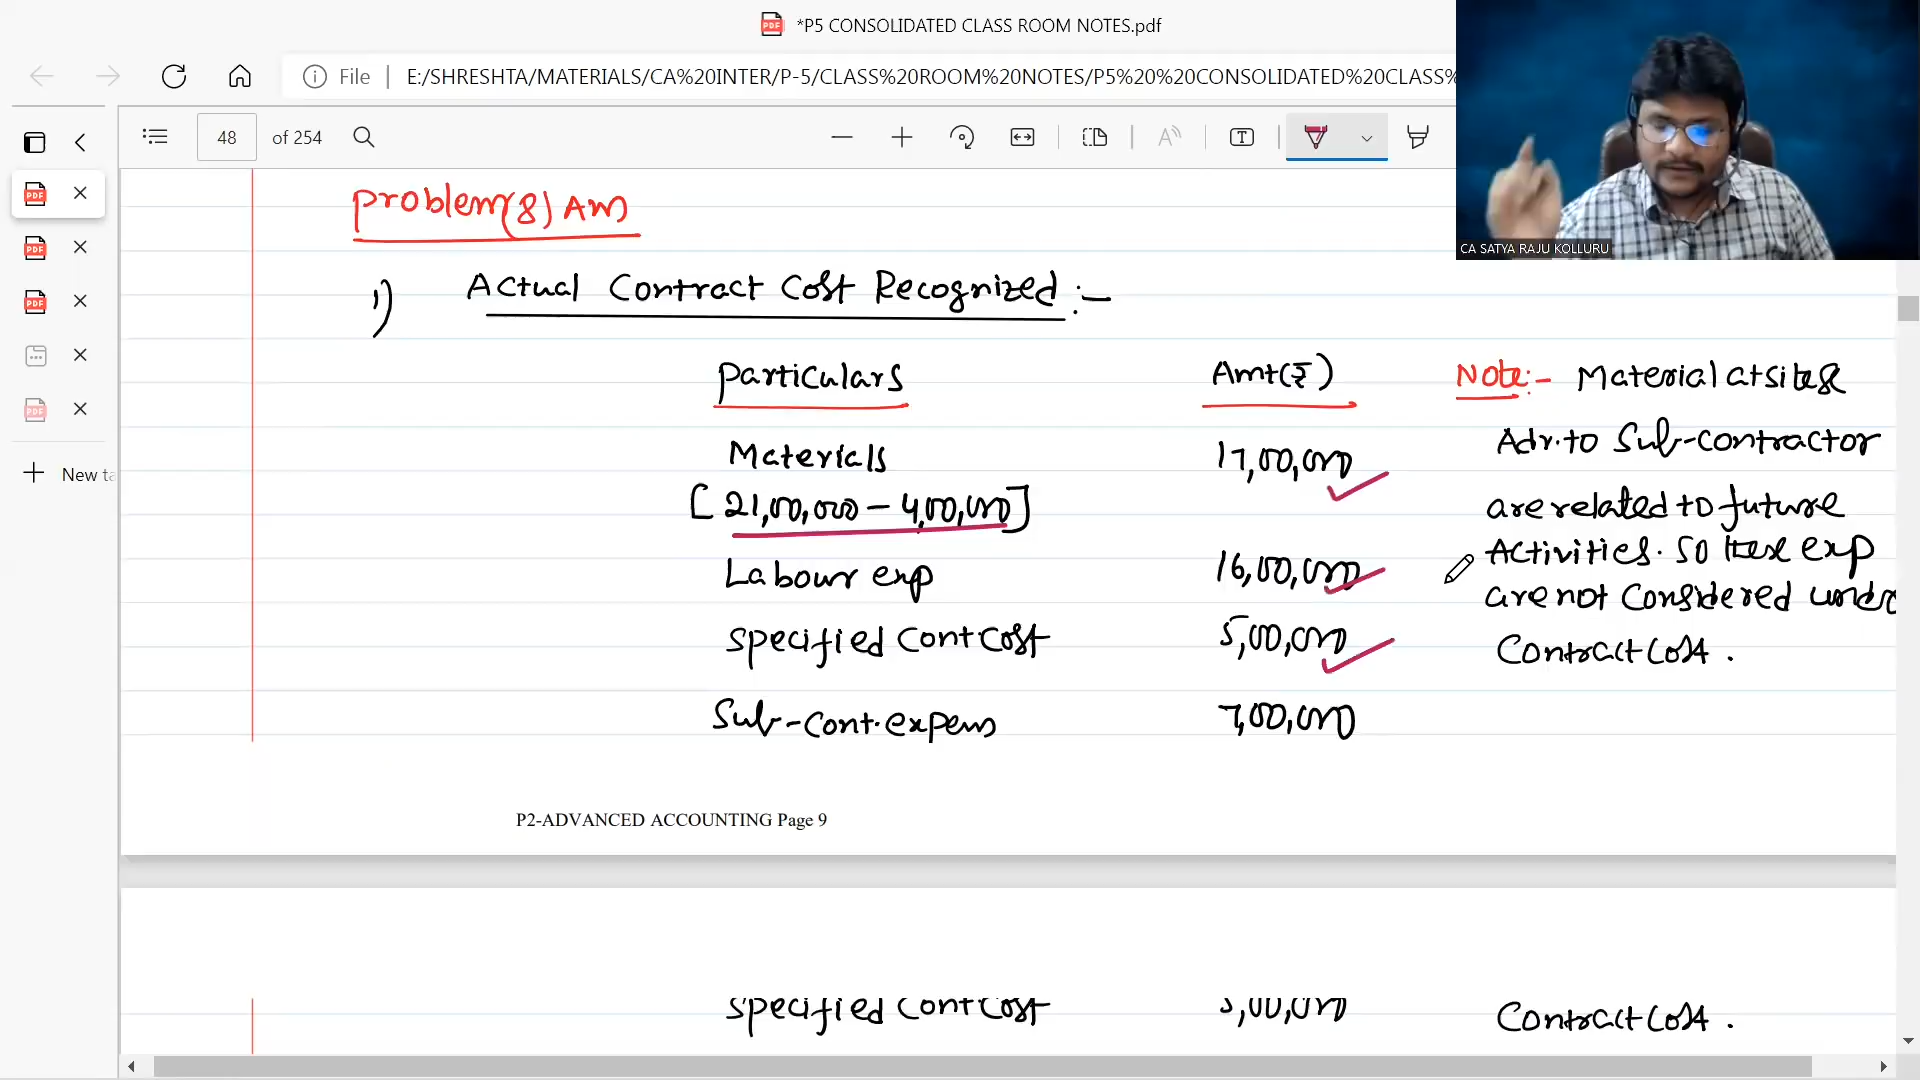 *P5 CONSOLIDATED CLASS ROOM NOTES.pdf
File E:/SHRESHTA/MATERIALS/CA%20INTER/P-5/CLASS%20ROOM%20NOTES/P5%20%20CONSOLIDATED%20CLASS%
48 of 254
New ta
CA SATYA RAJU KOLLURU
Problem(8) Am
1) Actual Contract Cost Recognized :-
Particulars Amt(₹)
Materials 17,00,000
[21,00,000 - 4,00,000]
Labour exp 16,00,000
Specified Cont Cost 5,00,000
Sub-Cont. expens 7,00,000
Note:- Material at site &
Adv. to Sub-contractor
are related to future
Activities. So these exp
are not Considered under
Contract Cost.
P2-ADVANCED ACCOUNTING Page 9
Specified Cont Cost 5,00,000
Contract Cost.